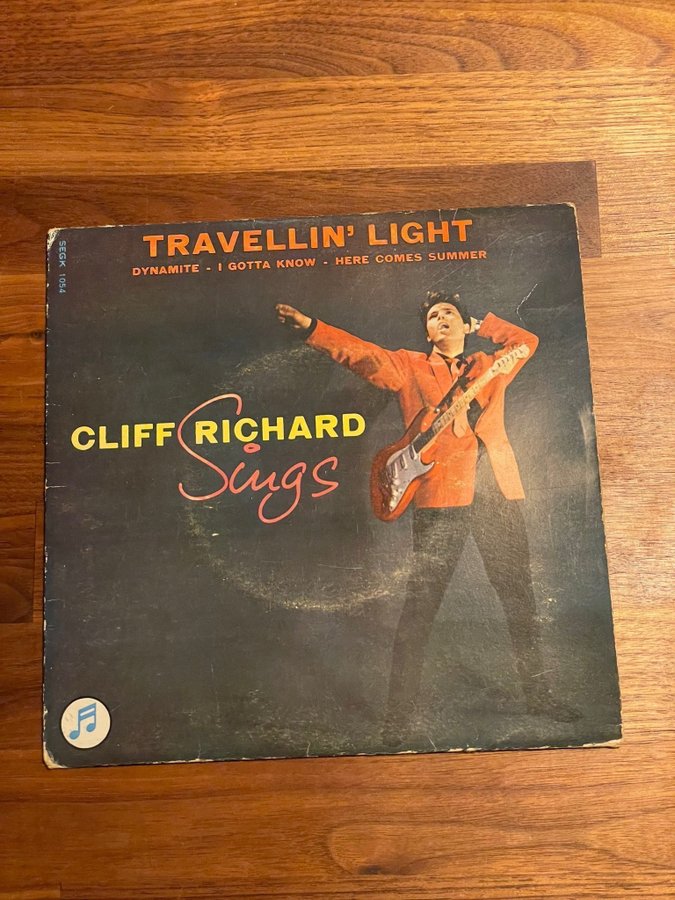 SEGK 1054
TRAVELLIN' LIGHT
DYNAMITE - I GOTTA KNOW - HERE COMES SUMMER
CLIFF RICHARD
Sings